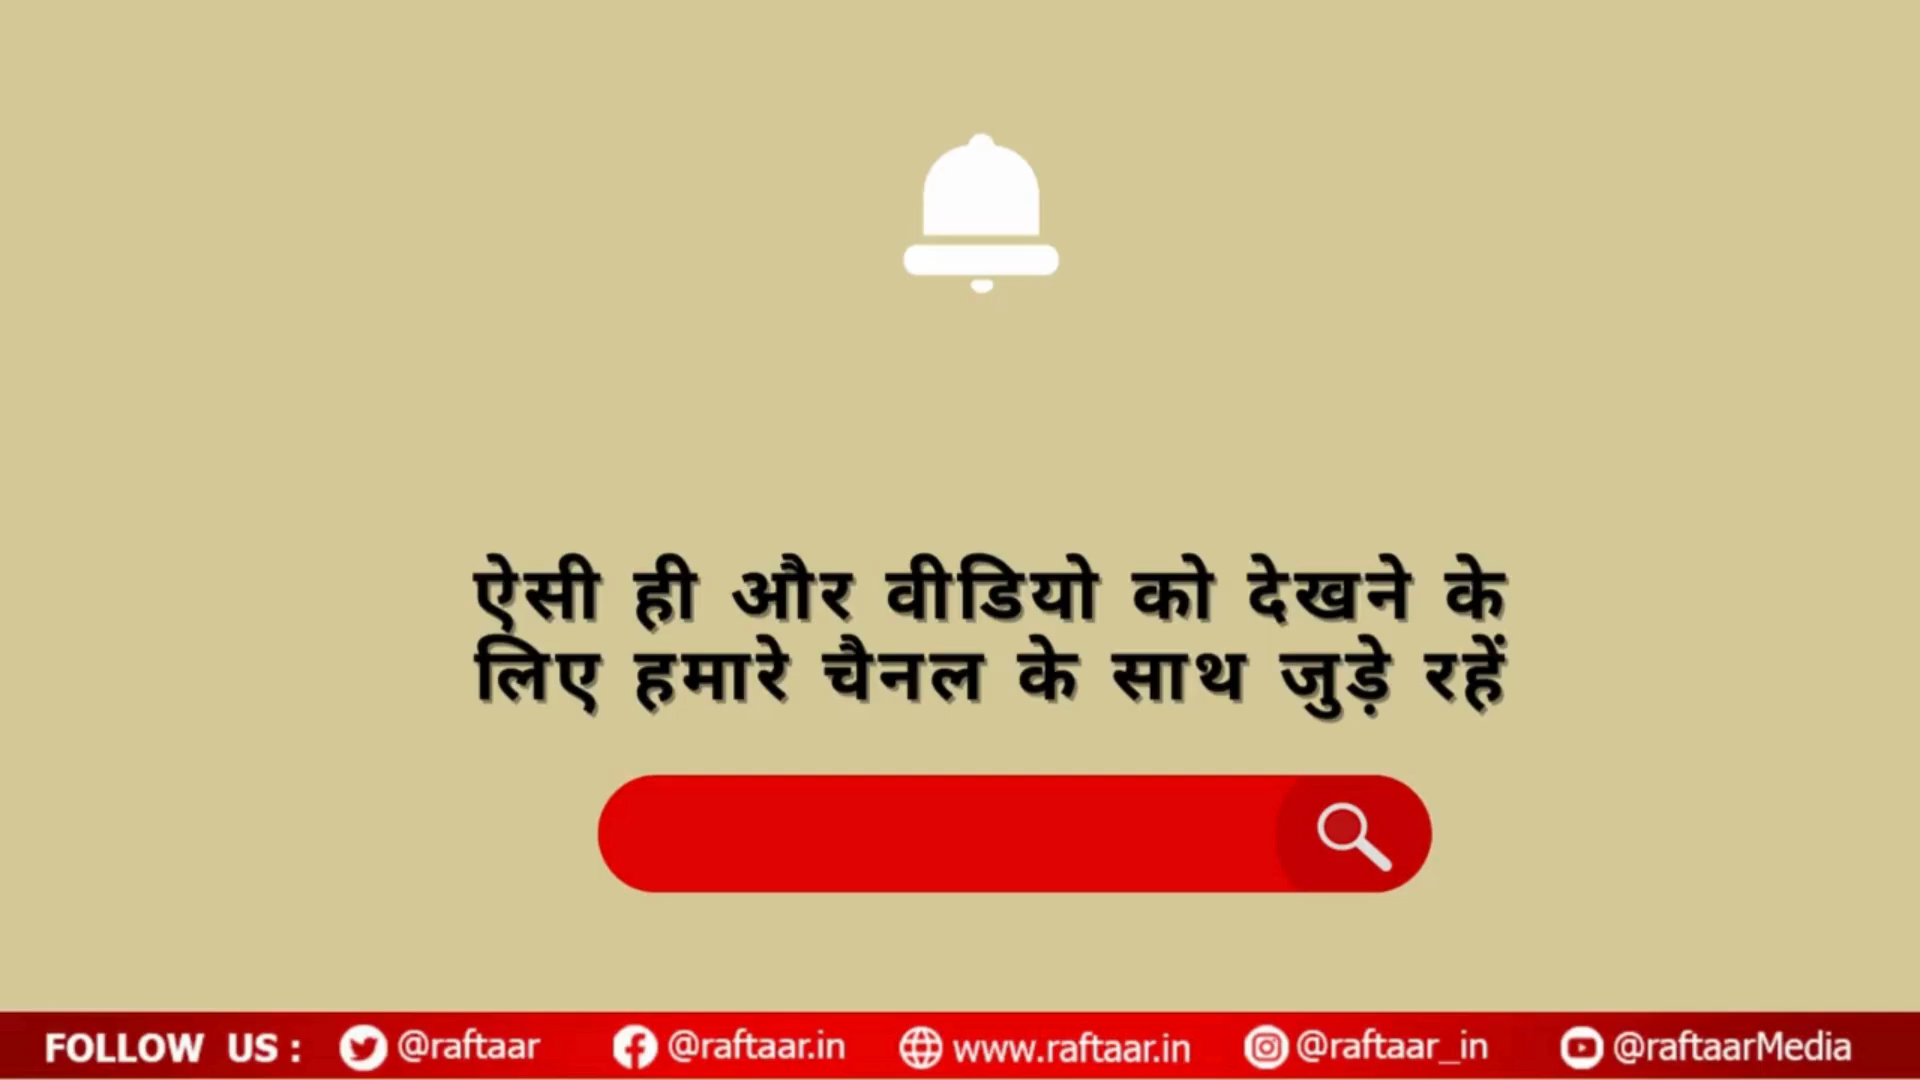 ऐसी ही और वीडियो को देखने के
लिए हमारे चैनल के साथ जुड़े रहें
FOLLOW US : @raftaar @raftaar.in www.raftaar.in @raftaar_in @raftaarMedia